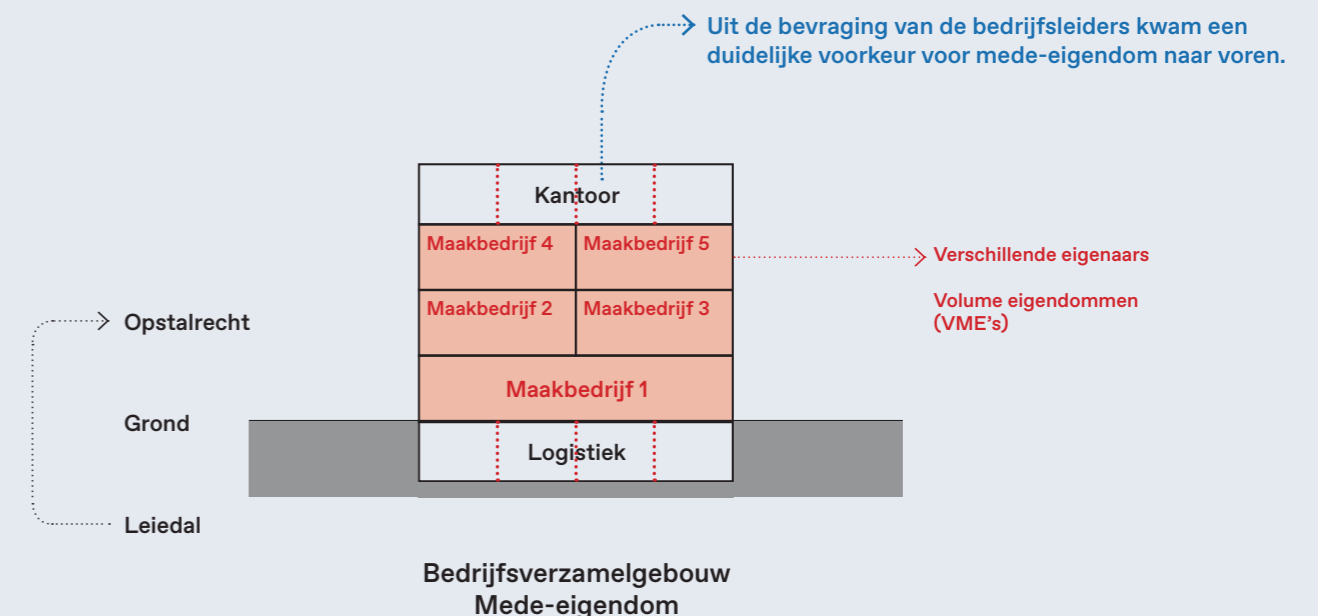 Uit de bevraging van de bedrijfsleiders kwam een
duidelijke voorkeur voor mede-eigendom naar voren.
Kantoor
Maakbedrijf 4
Maakbedrijf 5
Verschillende eigenaars
Maakbedrijf 2
Maakbedrijf 3
Volume eigendommen
(VME's)
Opstalrecht
Maakbedrijf 1
Grond
Logistiek
Leiedal
Bedrijfsverzamelgebouw
Mede-eigendom